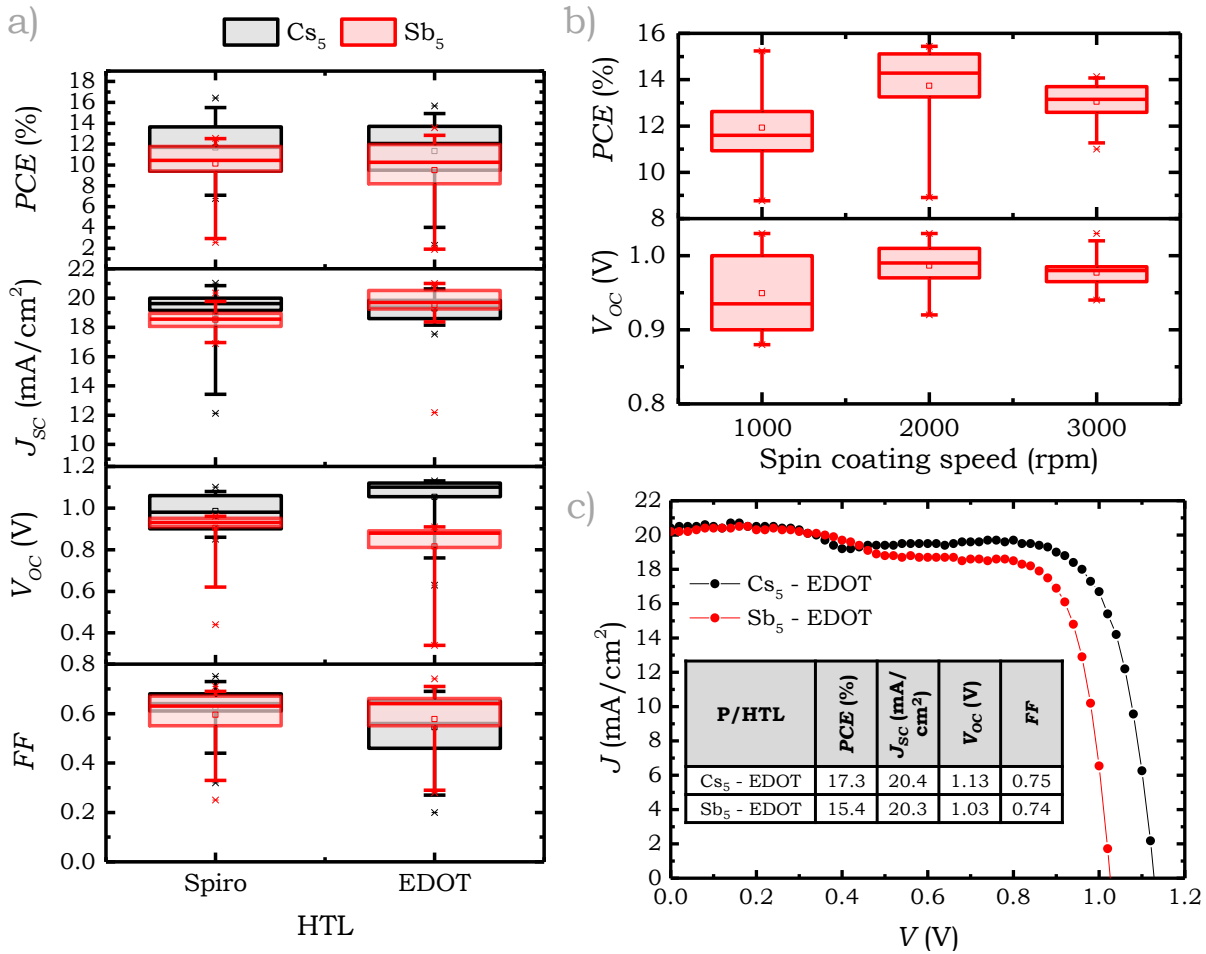 a)
Cs5 Sb5
PCE (%)
18
16
14
12
10
8
6
4
2
JSC (mA/cm2)
22
20
18
16
14
12
10
VOC (V)
1.2
1.0
0.8
0.6
0.4
FF
0.8
0.6
0.4
0.2
0.0
Spiro EDOT
HTL
b)
PCE (%)
16
14
12
10
8
VOC (V)
1.0
0.9
0.8
1000 2000 3000
Spin coating speed (rpm)
c)
J (mA/cm2)
22
20
18
16
14
12
10
8
6
4
2
0
Cs5 - EDOT
Sb5 - EDOT
P/HTL PCE (%) JSC (mA/cm2) VOC (V) FF
Cs5 - EDOT 17.3 20.4 1.13 0.75
Sb5 - EDOT 15.4 20.3 1.03 0.74
0.0 0.2 0.4 0.6 0.8 1.0 1.2
V (V)